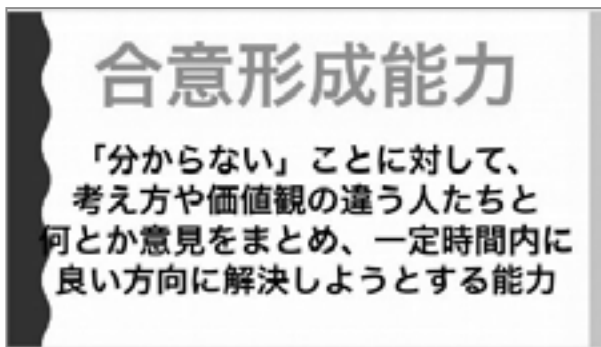 合意形成能力
「分からない」ことに対して、
考え方や価値観の違う人たちと
何とか意見をまとめ、一定時間内に
良い方向に解決しようとする能力